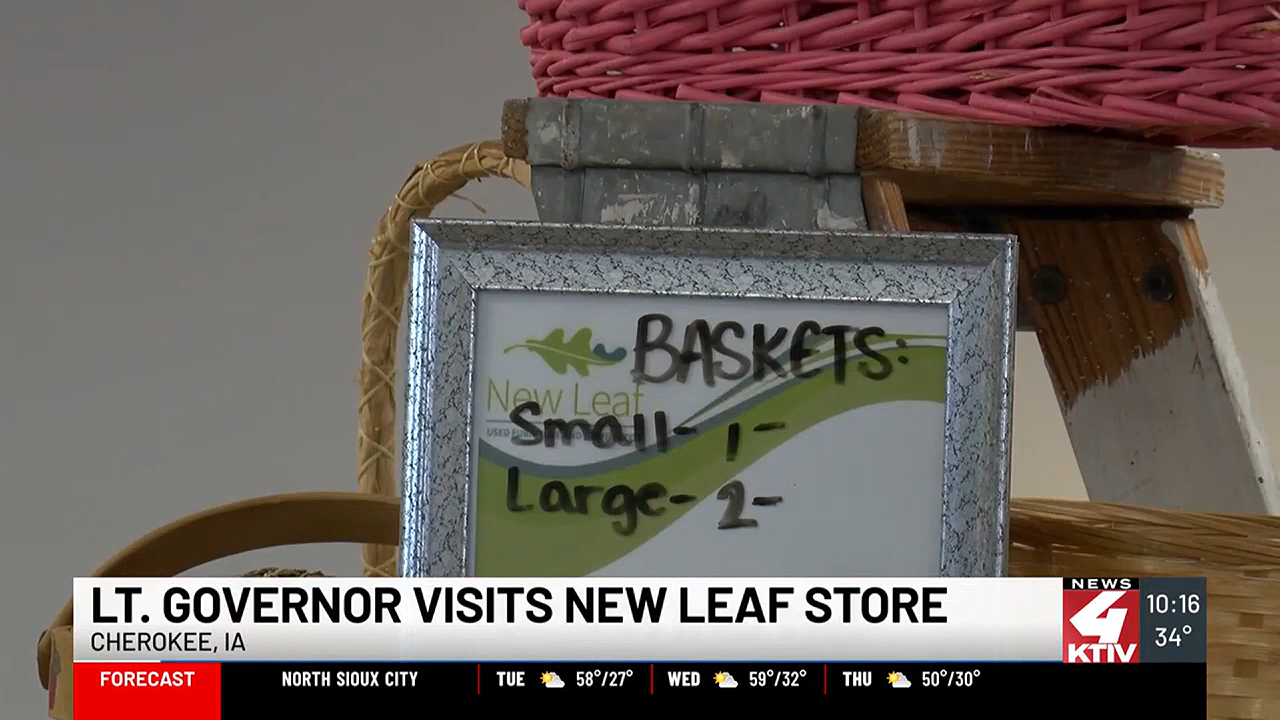 BASKETS:
New Leaf
USED
Small- 1-
Large- 2-
LT. GOVERNOR VISITS NEW LEAF STORE
CHEROKEE, IA
NEWS
4
KTIV
10:16
34°
FORECAST NORTH SIOUX CITY TUE 58°/27° WED 59°/32° THU 50°/30°